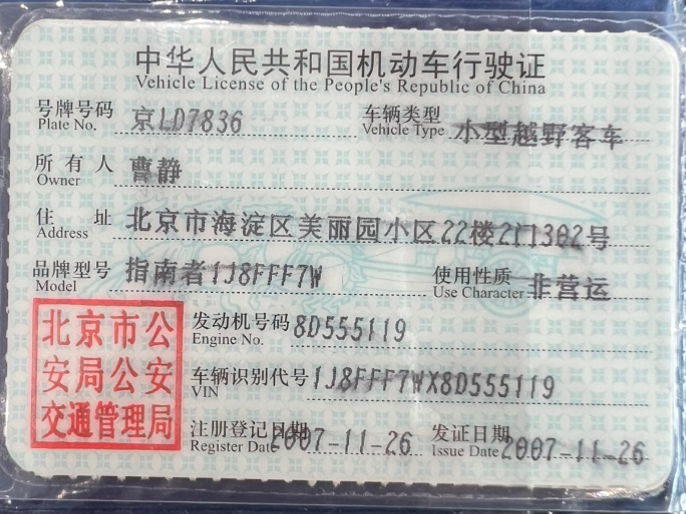 中华人民共和国机动车行驶证
Vehicle License of the People's Republic of China
号牌号码 京LD7836 车辆类型 小型越野客车
Plate No. Vehicle Type
所有人 曹静
Owner
住址 北京市海淀区美丽园小区22楼2门302号
Address
品牌型号 指南者1J8FFF7W 使用性质 非营运
Model Use Character
北京市公安局公安交通管理局
发动机号码 8D555119
Engine No.
车辆识别代号 1J8FFF7WX8D555119
VIN
注册登记日期 2007-11-26 发证日期 2007-11-26
Register Date Issue Date